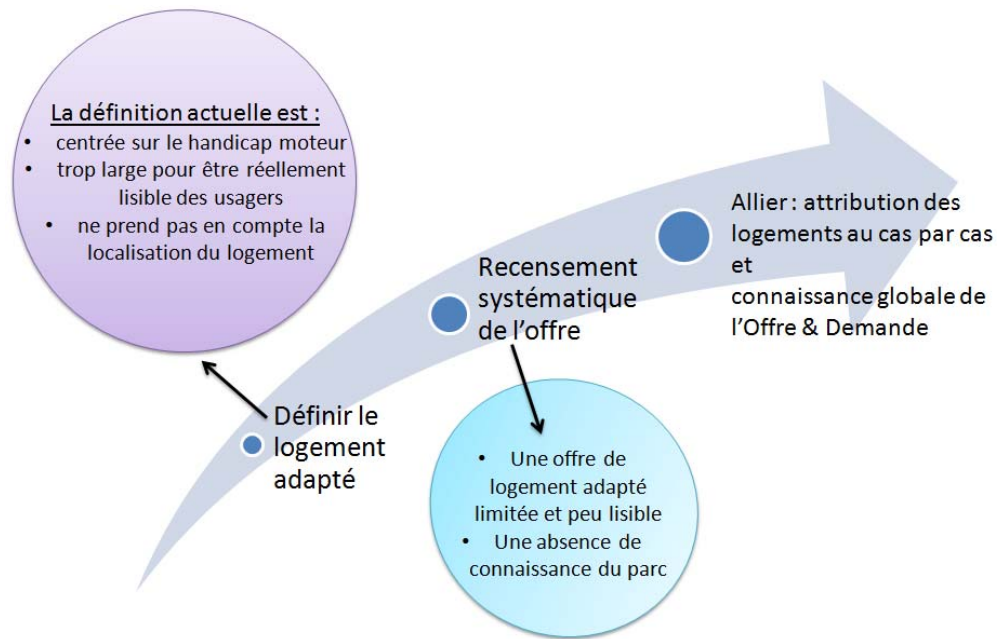 La définition actuelle est :
• centrée sur le handicap moteur
• trop large pour être réellement
lisible des usagers
• ne prend pas en compte la
localisation du logement
Définir le
logement
adapté
Recensement
systématique
de l’offre
• Une offre de
logement adapté
limitée et peu lisible
• Une absence de
connaissance du parc
Allier : attribution des
logements au cas par cas
et
connaissance globale de
l’Offre & Demande